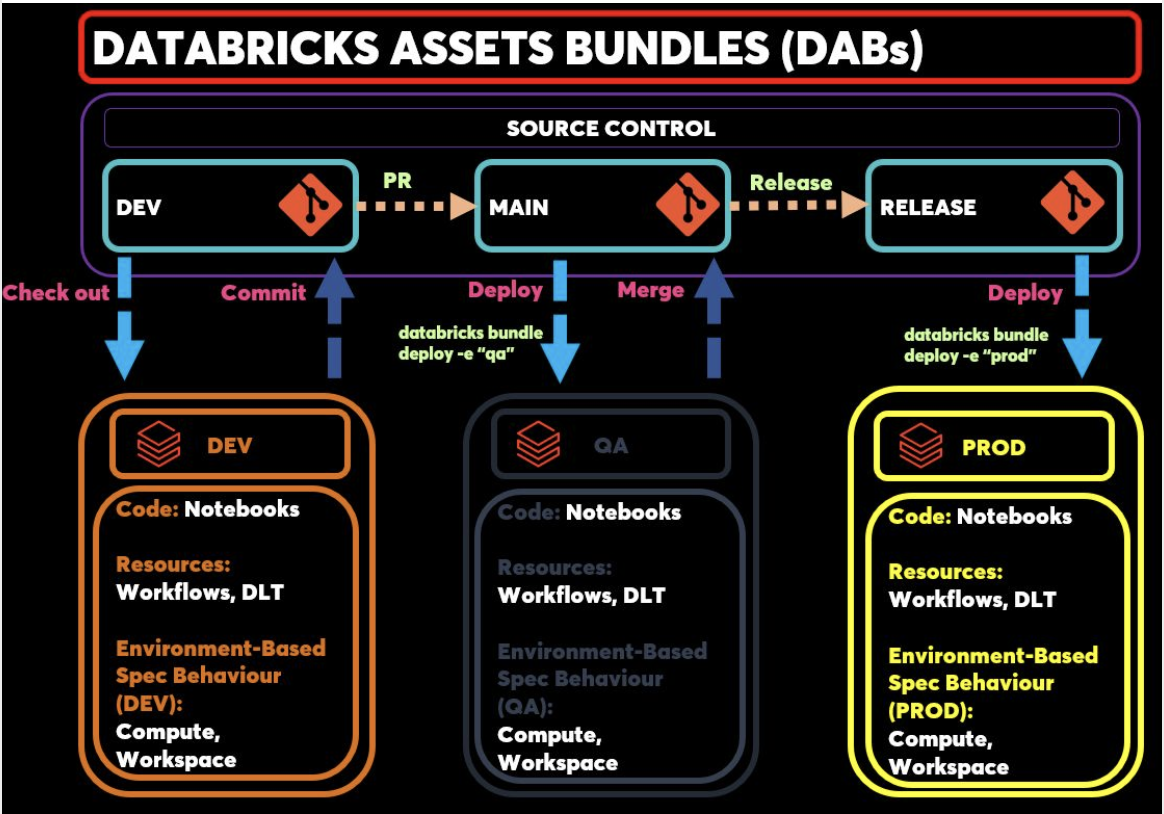 DATABRICKS ASSETS BUNDLES (DABs)
SOURCE CONTROL
DEV
PR
MAIN
Release
RELEASE
Check out
Commit
Deploy
databricks bundle
deploy -e “qa”
Merge
Deploy
databricks bundle
deploy -e “prod”
DEV
Code: Notebooks
Resources:
Workflows, DLT
Environment-Based
Spec Behaviour
(DEV):
Compute,
Workspace
QA
Code: Notebooks
Resources:
Workflows, DLT
Environment-Based
Spec Behaviour
(QA):
Compute,
Workspace
PROD
Code: Notebooks
Resources:
Workflows, DLT
Environment-Based
Spec Behaviour
(PROD):
Compute,
Workspace